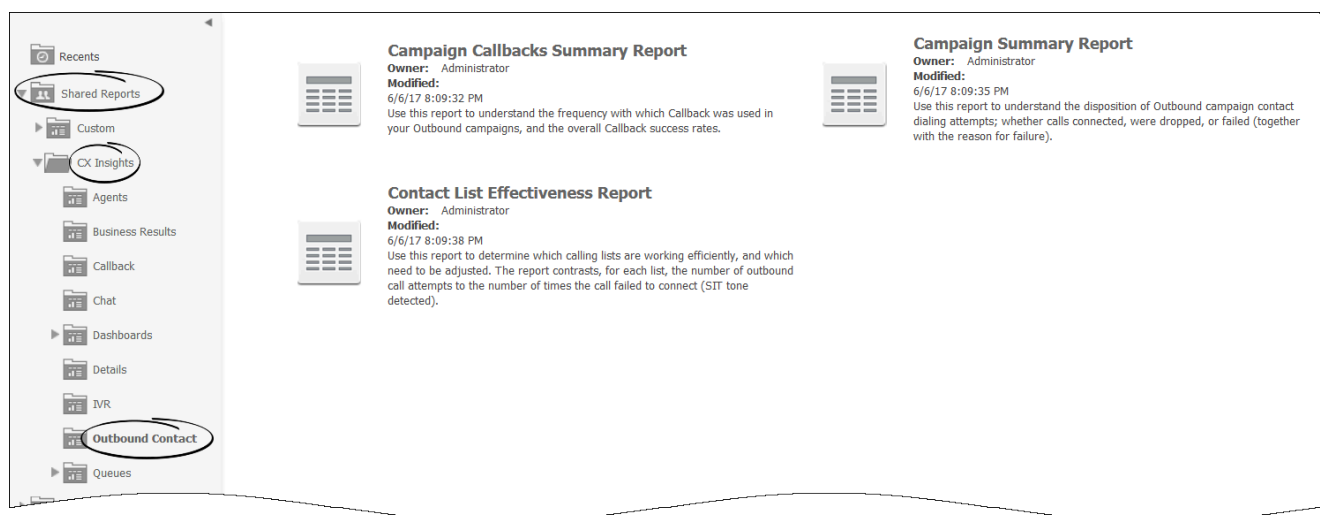 Recents
Shared Reports
Custom
CX Insights
Agents
Business Results
Callback
Chat
Dashboards
Details
IVR
Outbound Contact
Queues
Campaign Callbacks Summary Report
Owner: Administrator
Modified:
6/6/17 8:09:32 PM
Use this report to understand the frequency with which Callback was used in
your Outbound campaigns, and the overall Callback success rates.
Campaign Summary Report
Owner: Administrator
Modified:
6/6/17 8:09:35 PM
Use this report to understand the disposition of Outbound campaign contact
dialing attempts; whether calls connected, were dropped, or failed (together
with the reason for failure).
Contact List Effectiveness Report
Owner: Administrator
Modified:
6/6/17 8:09:38 PM
Use this report to determine which calling lists are working efficiently, and which
need to be adjusted. The report contrasts, for each list, the number of outbound
call attempts to the number of times the call failed to connect (SIT tone
detected).